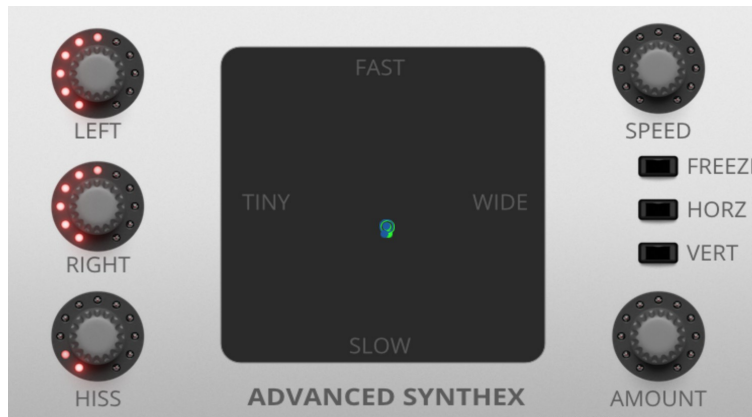 FAST
LEFT
SPEED
FREEZ
TINY
WIDE
HORZ
RIGHT
VERT
SLOW
HISS
ADVANCED SYNTHEX
AMOUNT